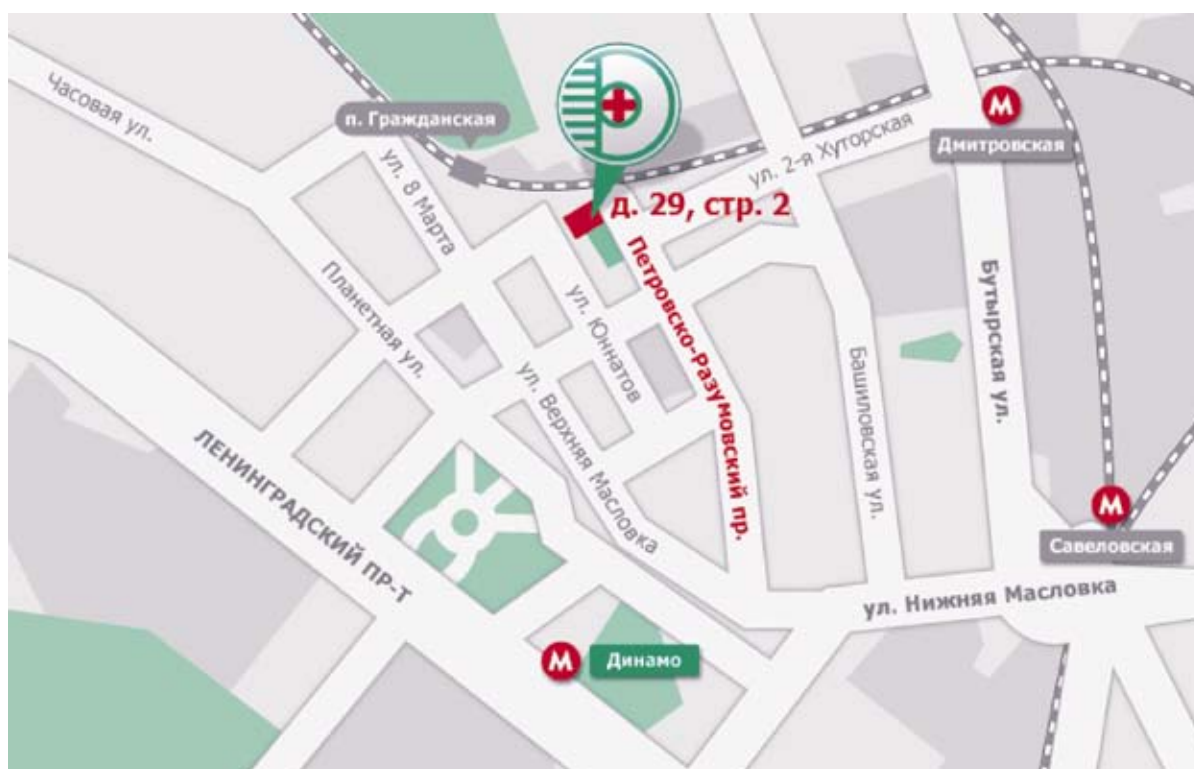 Часовая ул.
п. Гражданская
ул. 8 Марта
ул. 2-я Хуторская
М
Дмитровская
д. 29, стр. 2
Планетная ул.
ул. Юннатов
Петровско-Разумовский пр.
Бутырская ул.
ул. Верхняя Масловка
Башиловская ул.
ЛЕНИНГРАДСКИЙ ПР-Т
М
Савеловская
ул. Нижняя Масловка
М
Динамо